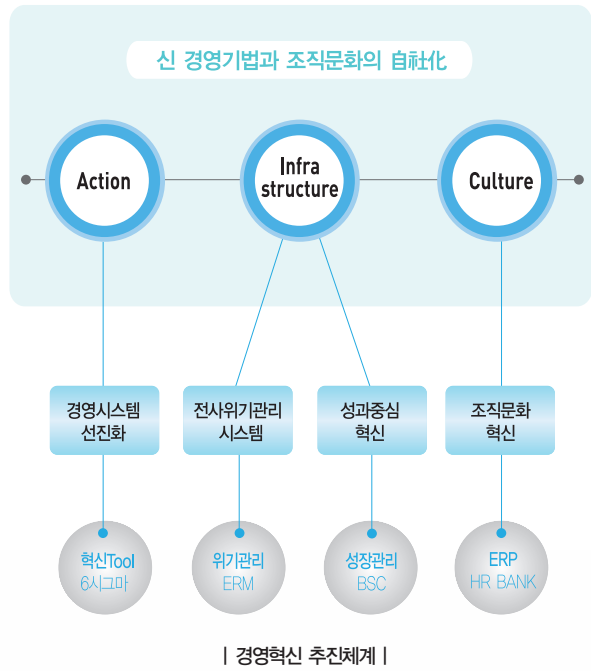 신 경영기법과 조직문화의 自社化
Action
Infra
structure
Culture
경영시스템
선진화
전사위기관리
시스템
성과중심
혁신
조직문화
혁신
혁신Tool
6시그마
위기관리
ERM
성장관리
BSC
ERP
HR BANK
| 경영혁신 추진체계 |